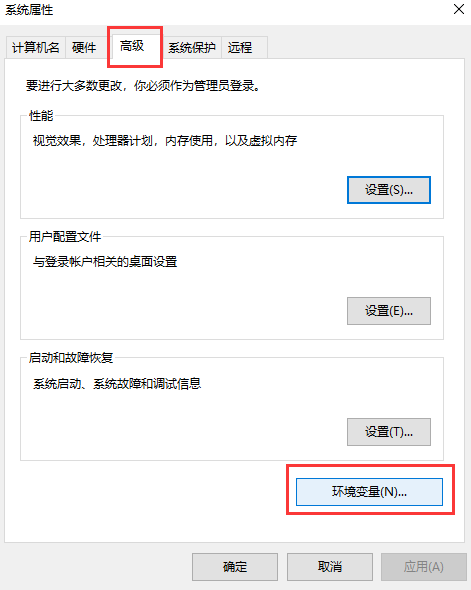 系统属性
计算机名 硬件 高级 系统保护 远程
要进行大多数更改，你必须作为管理员登录。
性能
视觉效果，处理器计划，内存使用，以及虚拟内存
设置(S)...
用户配置文件
与登录帐户相关的桌面设置
设置(E)...
启动和故障恢复
系统启动、系统故障和调试信息
设置(T)...
环境变量(N)...
确定 取消 应用(A)